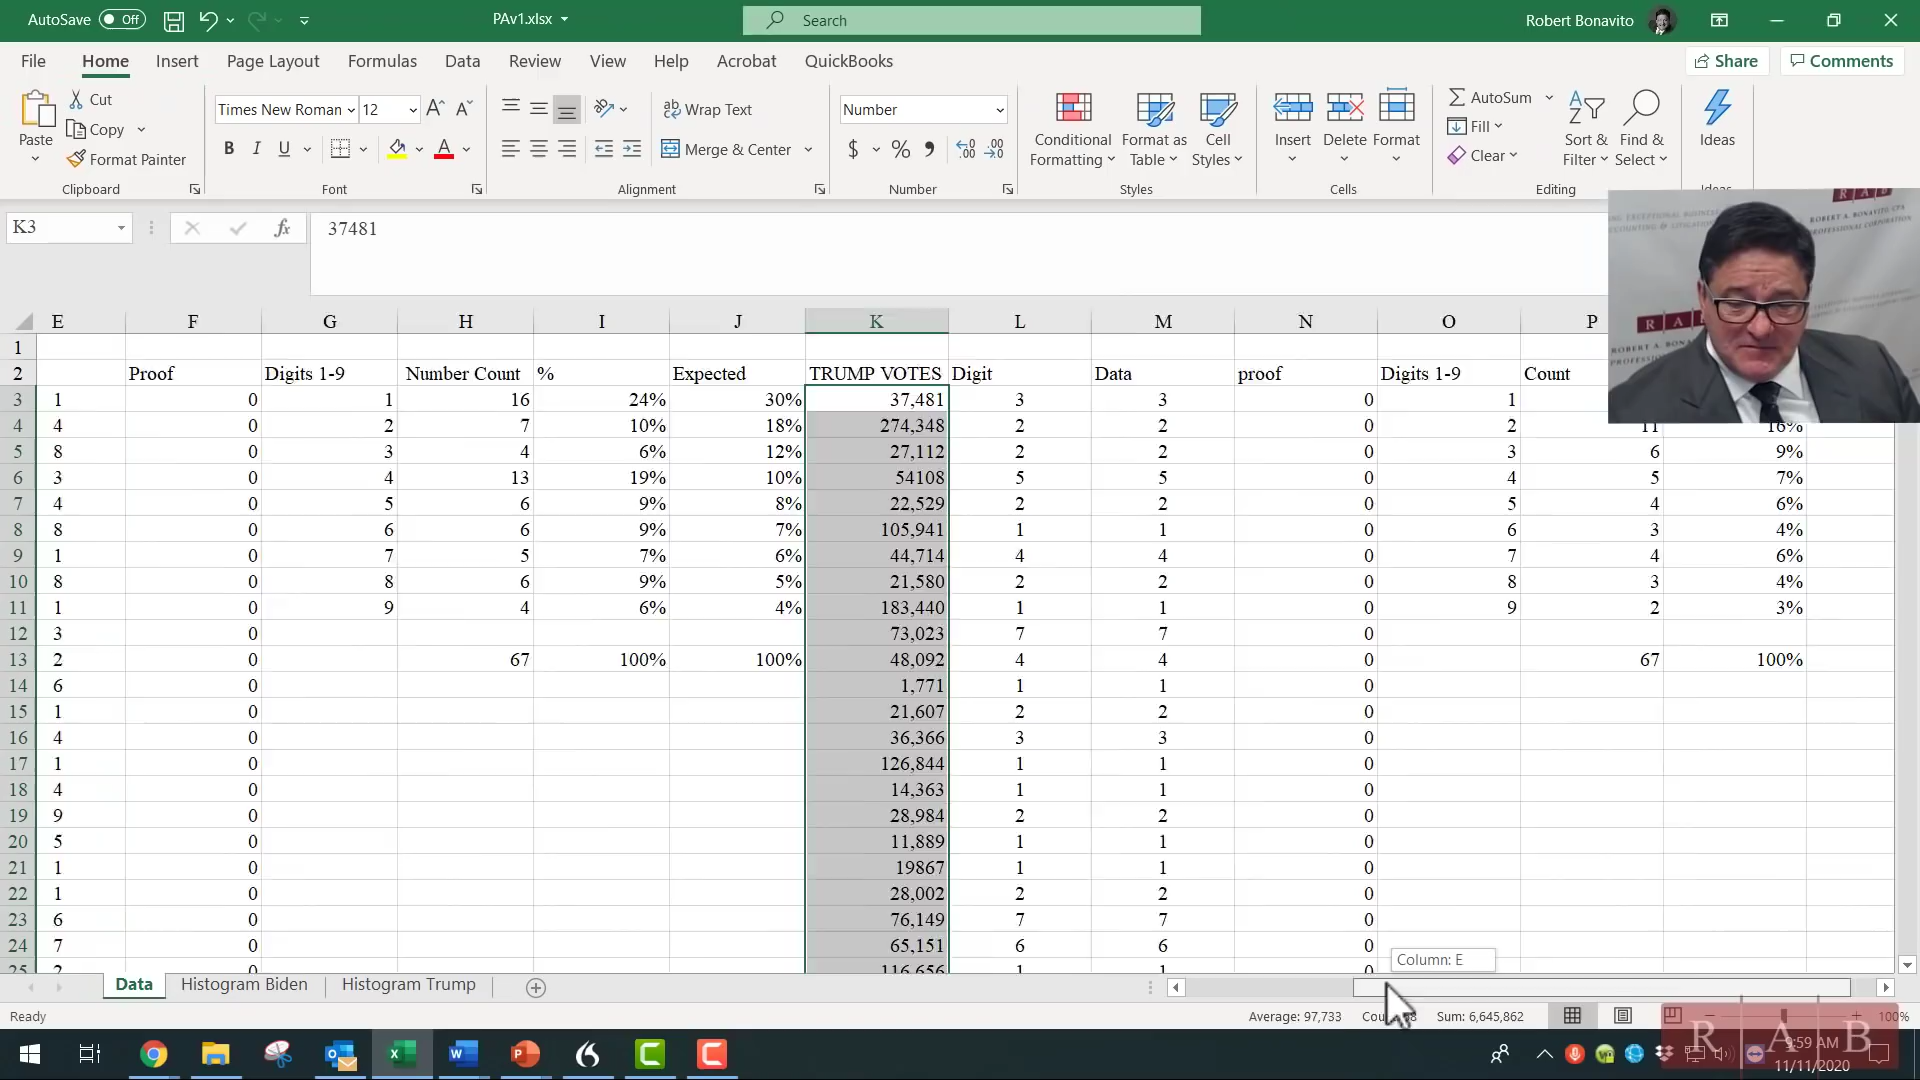 AutoSave Off PAv1.xlsx Search Robert Bonavito
File Home Insert Page Layout Formulas Data Review View Help Acrobat QuickBooks Share Comments
Paste Cut Copy Format Painter
Times New Roman 12
B I U
Wrap Text
Merge & Center
Number
$ %
Conditional Formatting Format as Table Cell Styles
Insert Delete Format
AutoSum Fill Clear
Sort & Filter Find & Select
Ideas
Clipboard Font Alignment Number Styles Cells Editing Ideas
K3 fx 37481
E F G H I J K L M N O P
1
2 Proof Digits 1-9 Number Count % Expected TRUMP VOTES Digit Data proof Digits 1-9 Count
3 1 0 1 16 24% 30% 37,481 3 3 0 1
4 4 0 2 7 10% 18% 274,348 2 2 0 2 11 16%
5 8 0 3 4 6% 12% 27,112 2 2 0 3 6 9%
6 3 0 4 13 19% 10% 54108 5 5 0 4 5 7%
7 4 0 5 6 9% 8% 22,529 2 2 0 5 4 6%
8 8 0 6 6 9% 7% 105,941 1 1 0 6 3 4%
9 1 0 7 5 7% 6% 44,714 4 4 0 7 4 6%
10 8 0 8 6 9% 5% 21,580 2 2 0 8 3 4%
11 1 0 9 4 6% 4% 183,440 1 1 0 9 2 3%
12 3 0 73,023 7 7 0
13 2 0 67 100% 100% 48,092 4 4 0 67 100%
14 6 0 1,771 1 1 0
15 1 0 21,607 2 2 0
16 4 0 36,366 3 3 0
17 1 0 126,844 1 1 0
18 4 0 14,363 1 1 0
19 9 0 28,984 2 2 0
20 5 0 11,889 1 1 0
21 1 0 19867 1 1 0
22 1 0 28,002 2 2 0
23 6 0 76,149 7 7 0
24 7 0 65,151 6 6 0
25 2 0 116,656 1 1 0
Column: E
Data Histogram Biden Histogram Trump
Ready Average: 97,733 Sum: 6,645,862 100%
R A B
9:59 AM
11/11/2020